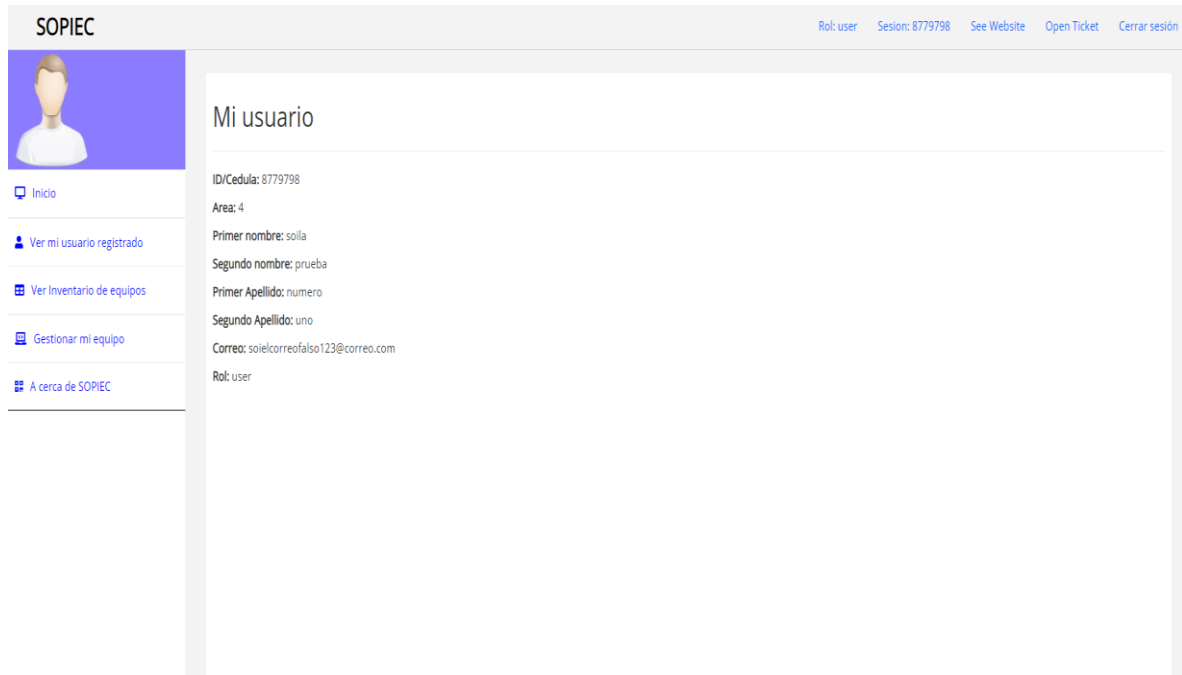 SOPIEC
Rol: user Sesion: 8779798 See Website Open Ticket Cerrar sesión
Inicio
Ver mi usuario registrado
Ver Inventario de equipos
Gestionar mi equipo
A cerca de SOPIEC
Mi usuario
ID/Cedula: 8779798
Area: 4
Primer nombre: soila
Segundo nombre: prueba
Primer Apellido: numero
Segundo Apellido: uno
Correo: soielcorreofalso123@correo.com
Rol: user